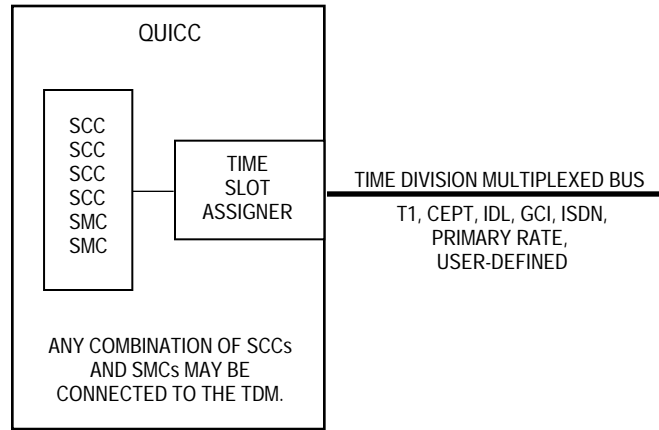 QUICC
SCC
SCC
SCC
SCC
SMC
SMC
TIME
SLOT
ASSIGNER
TIME DIVISION MULTIPLEXED BUS
T1, CEPT, IDL, GCI, ISDN,
PRIMARY RATE,
USER-DEFINED
ANY COMBINATION OF SCCs
AND SMCs MAY BE
CONNECTED TO THE TDM.